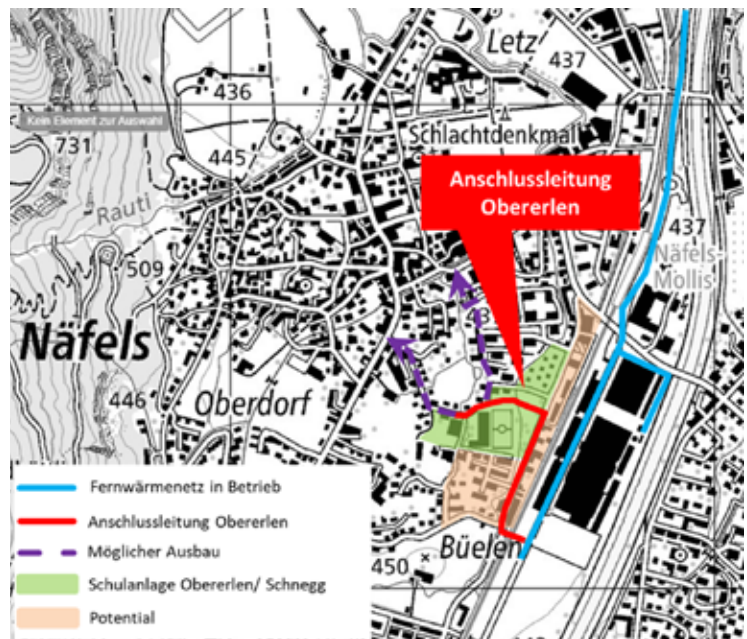 Letz
437
436
Kein Element zur Auswahl
Schlachtdenkmal
731
445
Anschlussleitung
Obererlen
Rauti
437
509
Näfels-
Mollis
Näfels
446
Oberdorf
Fernwärmenetz in Betrieb
Anschlussleitung Obererlen
Möglicher Ausbau
Büelen
450
Schulanlage Obererlen/ Schnegg
Potential